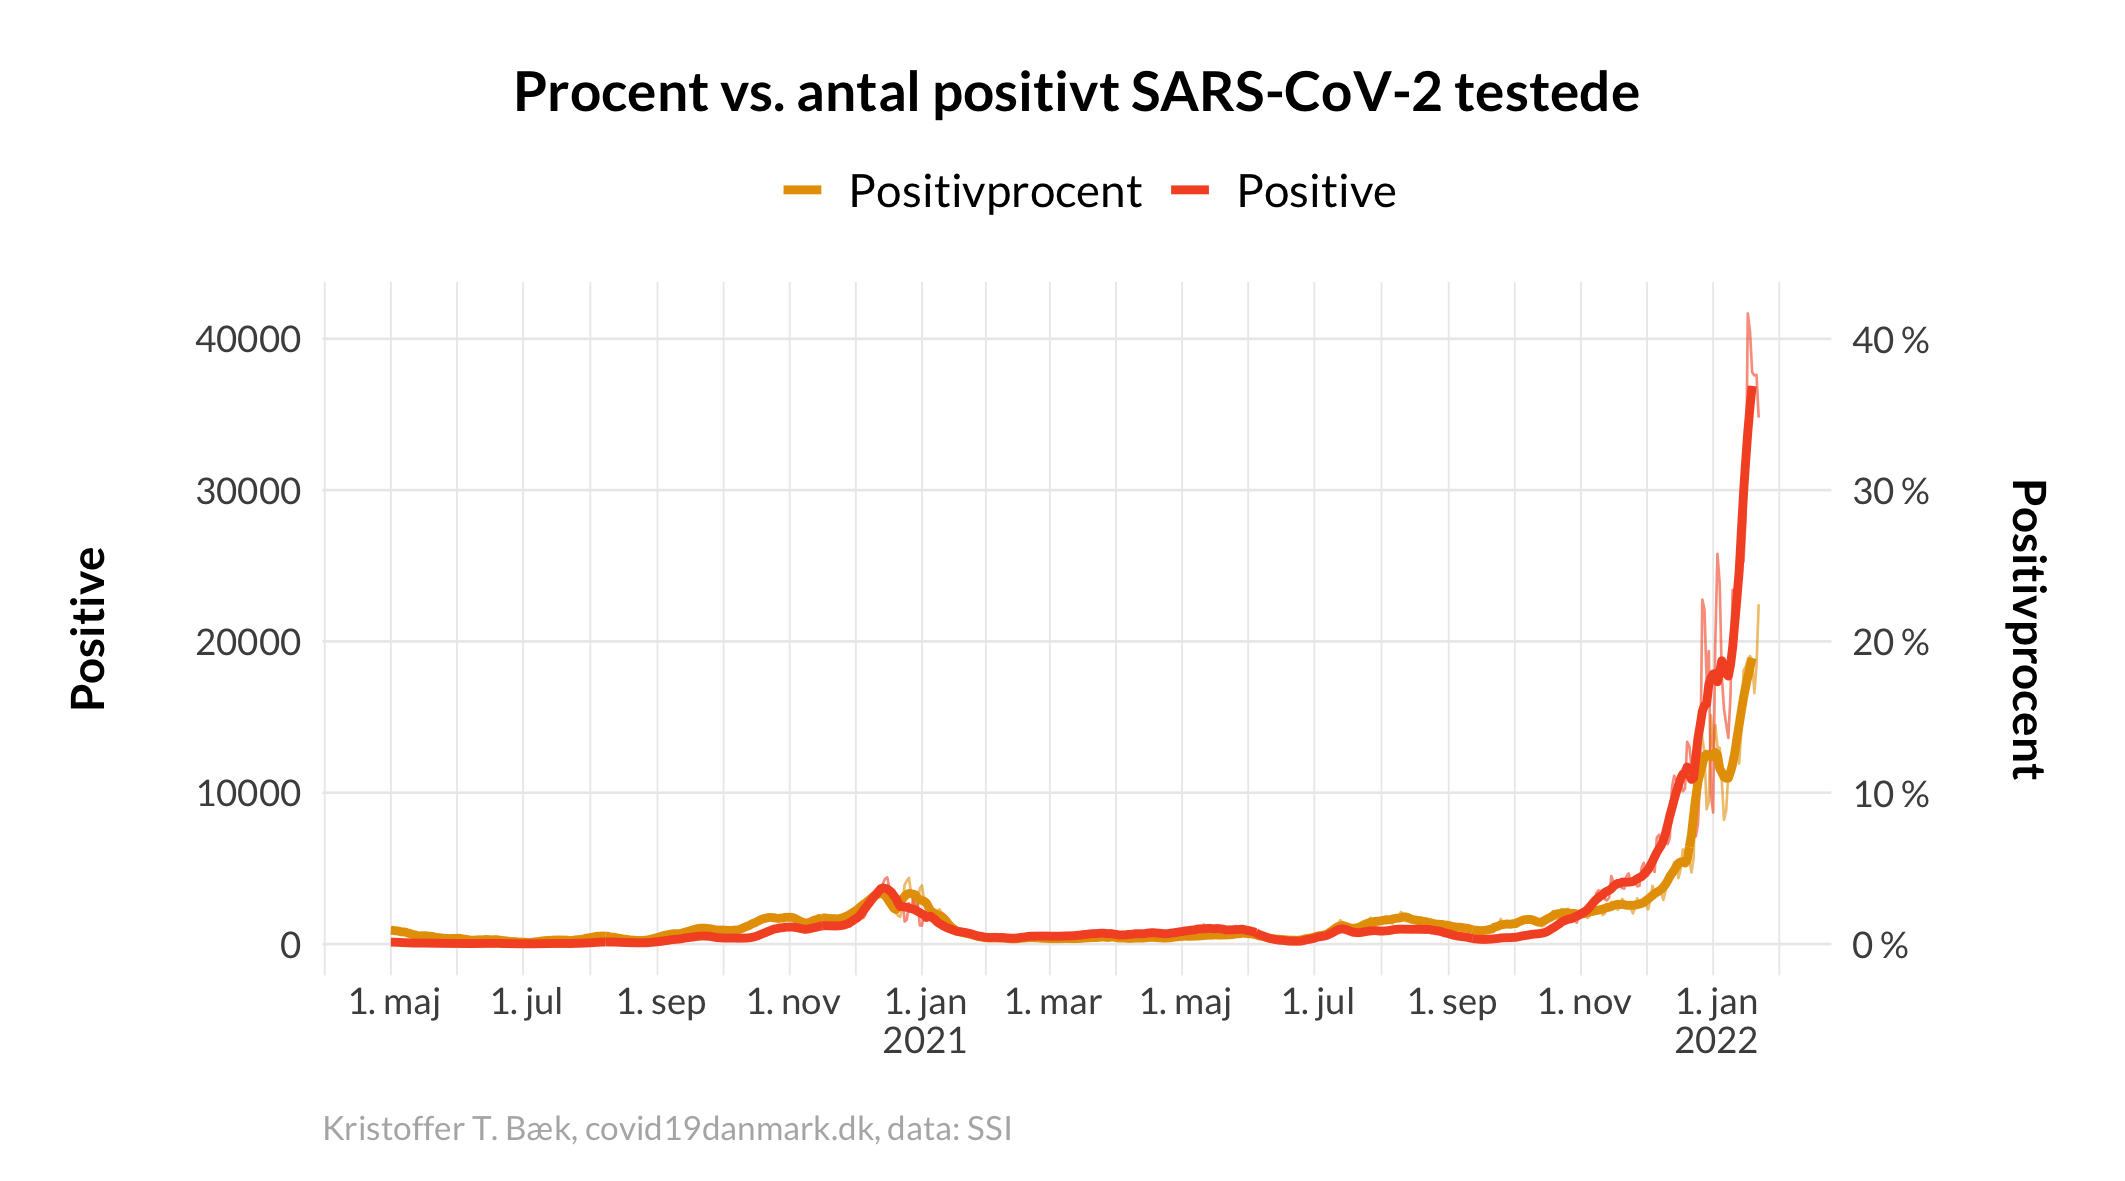 Procent vs. antal positivt SARS-CoV-2 testede
Positivprocent Positive
40000 40 %
30000 30 %
20000 20 %
10000 10 %
0 0 %
Positive
Positivprocent
1. maj 1. jul 1. sep 1. nov 1. jan 1. mar 1. maj 1. jul 1. sep 1. nov 1. jan
2021 2022
Kristoffer T. Bæk, covid19danmark.dk, data: SSI